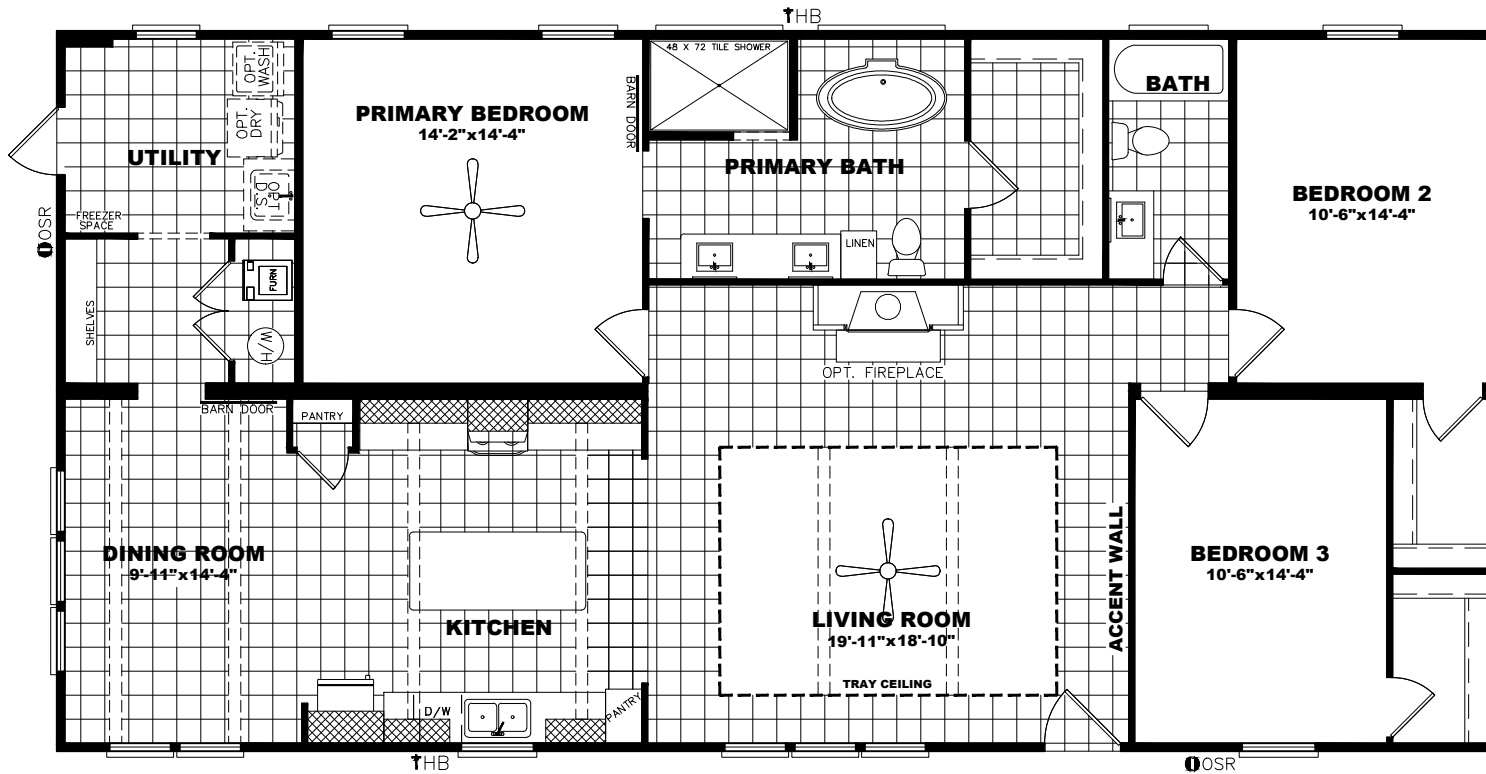 HB
48 X 72 TILE SHOWER
OPT.
WASH
OPT.
DRY
UTILITY
OPT
D.S.
FREEZER
SPACE
OSR
PRIMARY BEDROOM
14'-2"x14'-4"
BARN DOOR
PRIMARY BATH
LINEN
BATH
BEDROOM 2
10'-6"x14'-4"
SHELVES
FURN
W/H
OPT. FIREPLACE
BARN DOOR
PANTRY
DINING ROOM
9'-11"x14'-4"
KITCHEN
D/W
PANTRY
LIVING ROOM
19'-11"x18'-10"
TRAY CEILING
ACCENT WALL
BEDROOM 3
10'-6"x14'-4"
HB
OSR